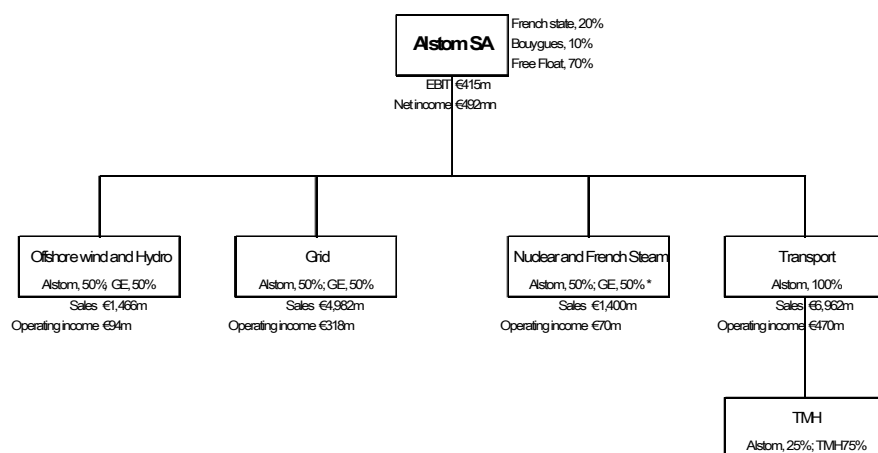 Alstom SA
French state, 20%
Bouygues, 10%
Free Float, 70%
EBIT €415m
Net income €492mn
Offshore wind and Hydro
Alstom, 50%; GE, 50%
Sales €1,466m
Operating income €94m
Grid
Alstom, 50%; GE, 50%
Sales €4,982m
Operating income €318m
Nuclear and French Steam
Alstom, 50%; GE, 50% *
Sales €1,400m
Operating income €70m
Transport
Alstom, 100%
Sales €6,962m
Operating income €470m
TMH
Alstom, 25%; TMH75%